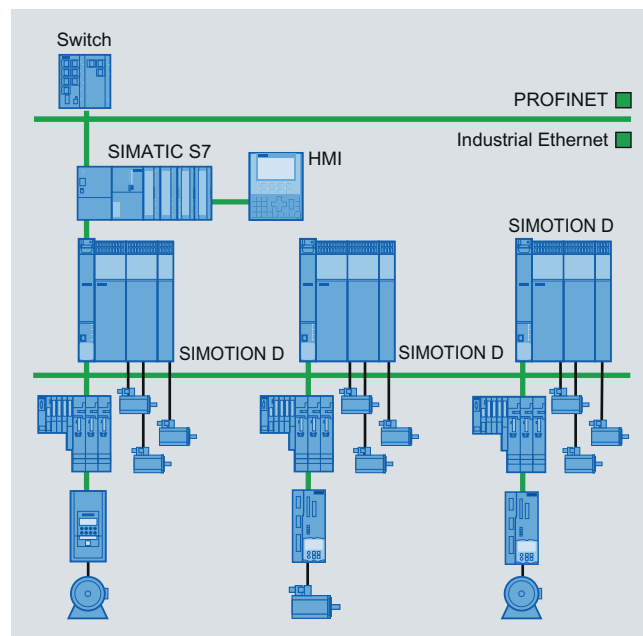 Switch
PROFINET
Industrial Ethernet
SIMATIC S7
HMI
SIMOTION D
SIMOTION D
SIMOTION D